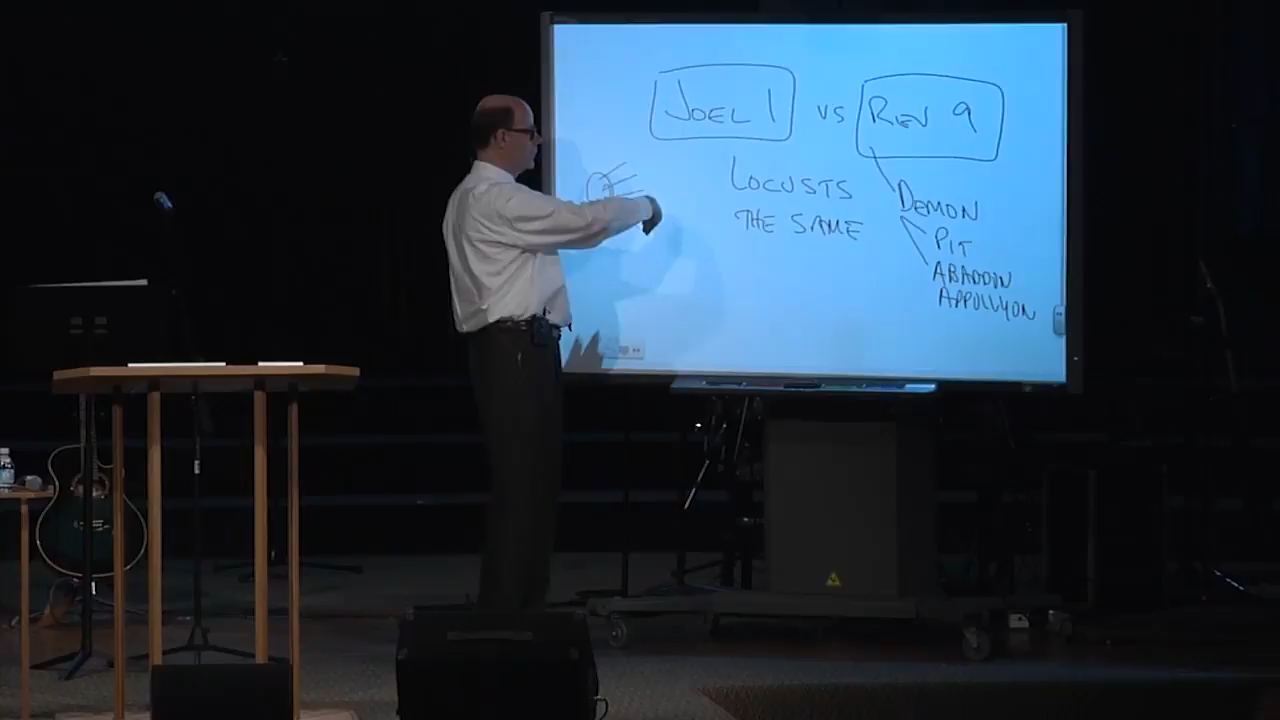 JOEL 1 VS REV 9
LOCUSTS
THE SAME
DEMON
PIT
ABADDON
APPOLLYON